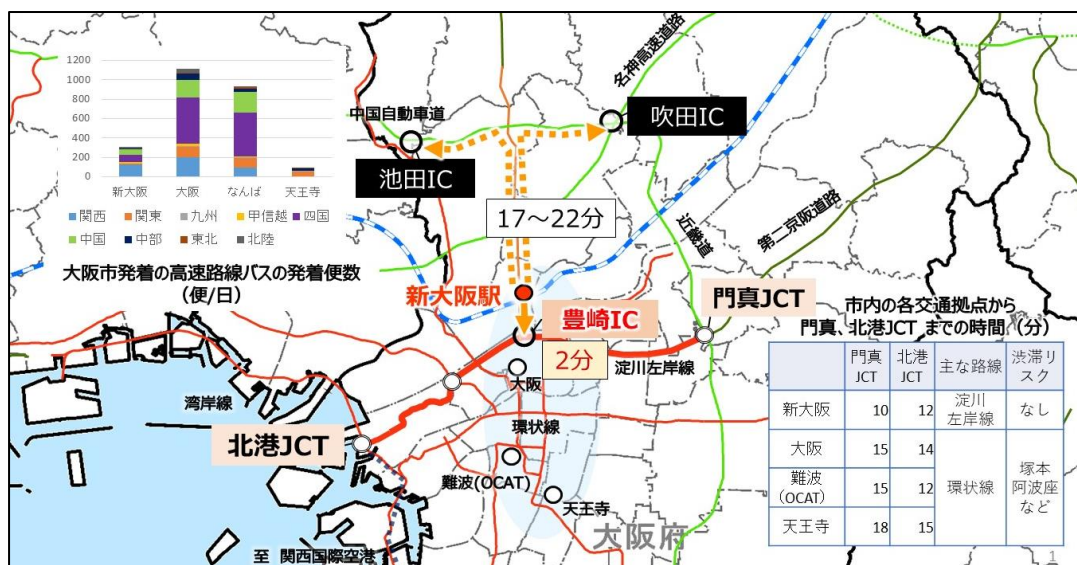 1200
1000
800
600
400
200
0
新大阪
大阪
なんば
天王寺
関西
関東
九州
甲信越
四国
中国
中部
東北
北陸
大阪市発着の高速路線バスの発着便数
(便/日)
中国自動車道
名神高速道路
吹田IC
池田IC
17～22分
近畿道
第二京阪道路
新大阪駅
豊崎IC
2分
門真JCT
淀川左岸線
大阪
湾岸線
環状線
北港JCT
難波(OCAT)
天王寺
大阪府
至 関西国際空港
市内の各交通拠点から
門真、北港JCT までの時間（分）
門真JCT 北港JCT 主な路線 渋滞リスク
新大阪 10 12 淀川左岸線 なし
大阪 15 14 環状線 塚本阿波座など
難波(OCAT) 15 12
天王寺 18 15
1